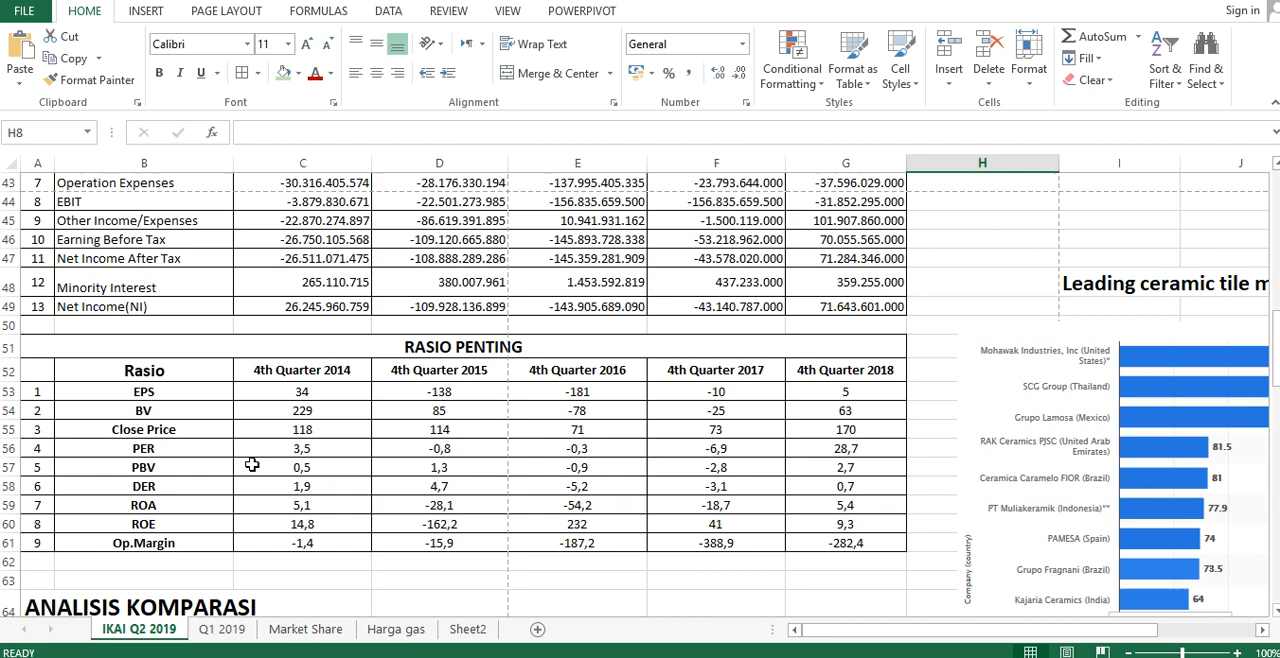 FILE HOME INSERT PAGE LAYOUT FORMULAS DATA REVIEW VIEW POWERPIVOT Sign in
Paste Cut Copy Format Painter Clipboard
Calibri 11 B I U A Font
Wrap Text Merge & Center Alignment
General % , Number
Conditional Formatting Format as Table Cell Styles Styles
Insert Delete Format Cells
AutoSum Fill Clear Sort & Filter Find & Select Editing
H8 fx
A B C D E F G H I J
43 7 Operation Expenses -30.316.405.574 -28.176.330.194 -137.995.405.335 -23.793.644.000 -37.596.029.000
44 8 EBIT -3.879.830.671 -22.501.273.985 -156.835.659.500 -156.835.659.500 -31.852.295.000
45 9 Other Income/Expenses -22.870.274.897 -86.619.391.895 10.941.931.162 -1.500.119.000 101.907.860.000
46 10 Earning Before Tax -26.750.105.568 -109.120.665.880 -145.893.728.338 -53.218.962.000 70.055.565.000
47 11 Net Income After Tax -26.511.071.475 -108.888.289.286 -145.359.281.909 -43.578.020.000 71.284.346.000
48 12 Minority Interest 265.110.715 380.007.961 1.453.592.819 437.233.000 359.255.000
49 13 Net Income(NI) 26.245.960.759 -109.928.136.899 -143.905.689.090 -43.140.787.000 71.643.601.000
50
51 RASIO PENTING
52 Rasio 4th Quarter 2014 4th Quarter 2015 4th Quarter 2016 4th Quarter 2017 4th Quarter 2018
53 1 EPS 34 -138 -181 -10 5
54 2 BV 229 85 -78 -25 63
55 3 Close Price 118 114 71 73 170
56 4 PER 3,5 -0,8 -0,3 -6,9 28,7
57 5 PBV 0,5 1,3 -0,9 -2,8 2,7
58 6 DER 1,9 4,7 -5,2 -3,1 0,7
59 7 ROA 5,1 -28,1 -54,2 -18,7 5,4
60 8 ROE 14,8 -162,2 232 41 9,3
61 9 Op.Margin -1,4 -15,9 -187,2 -388,9 -282,4
62
63
64 ANALISIS KOMPARASI
Leading ceramic tile m
Company (country)
Mohawak Industries, Inc (United
States)*
SCG Group (Thailand)
Grupo Lamosa (Mexico)
RAK Ceramics PJSC (United Arab
Emirates) 81.5
Ceramica Caramelo FIOR (Brazil) 81
PT Muliakeramik (Indonesia)** 77.9
PAMESA (Spain) 74
Grupo Fragnani (Brazil) 73.5
Kajaria Ceramics (India) 64
IKAI Q2 2019 Q1 2019 Market Share Harga gas Sheet2
READY 100%